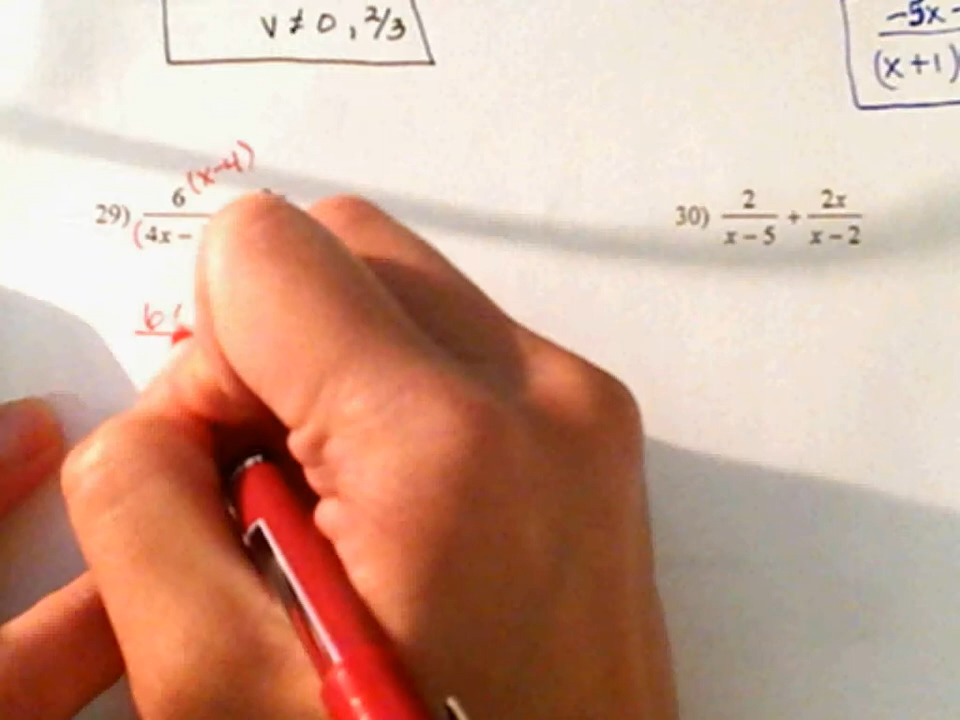 v ≠ 0, 2/3
-5x -
(x+1)
(x-4)
29) 6
(4x -
6(
30) 2/(x-5) + 2x/(x-2)